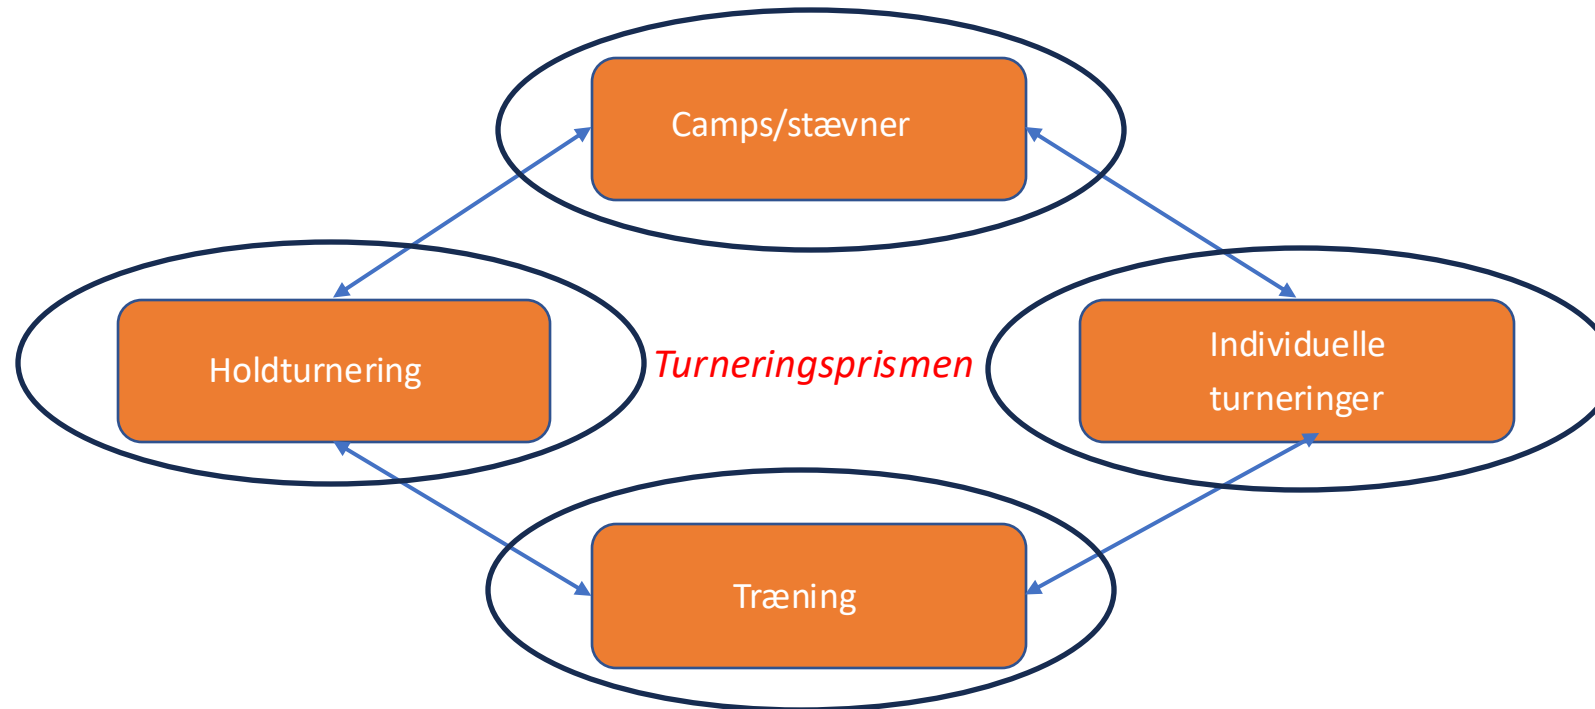 Camps/stævner
Holdturnering
Turneringsprismen
Individuelle
turneringer
Træning